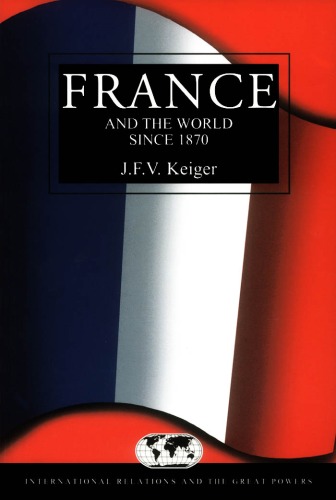 FRANCE
AND THE WORLD
SINCE 1870
J.F.V. Keiger
INTERNATIONAL RELATIONS AND THE GREAT POWERS